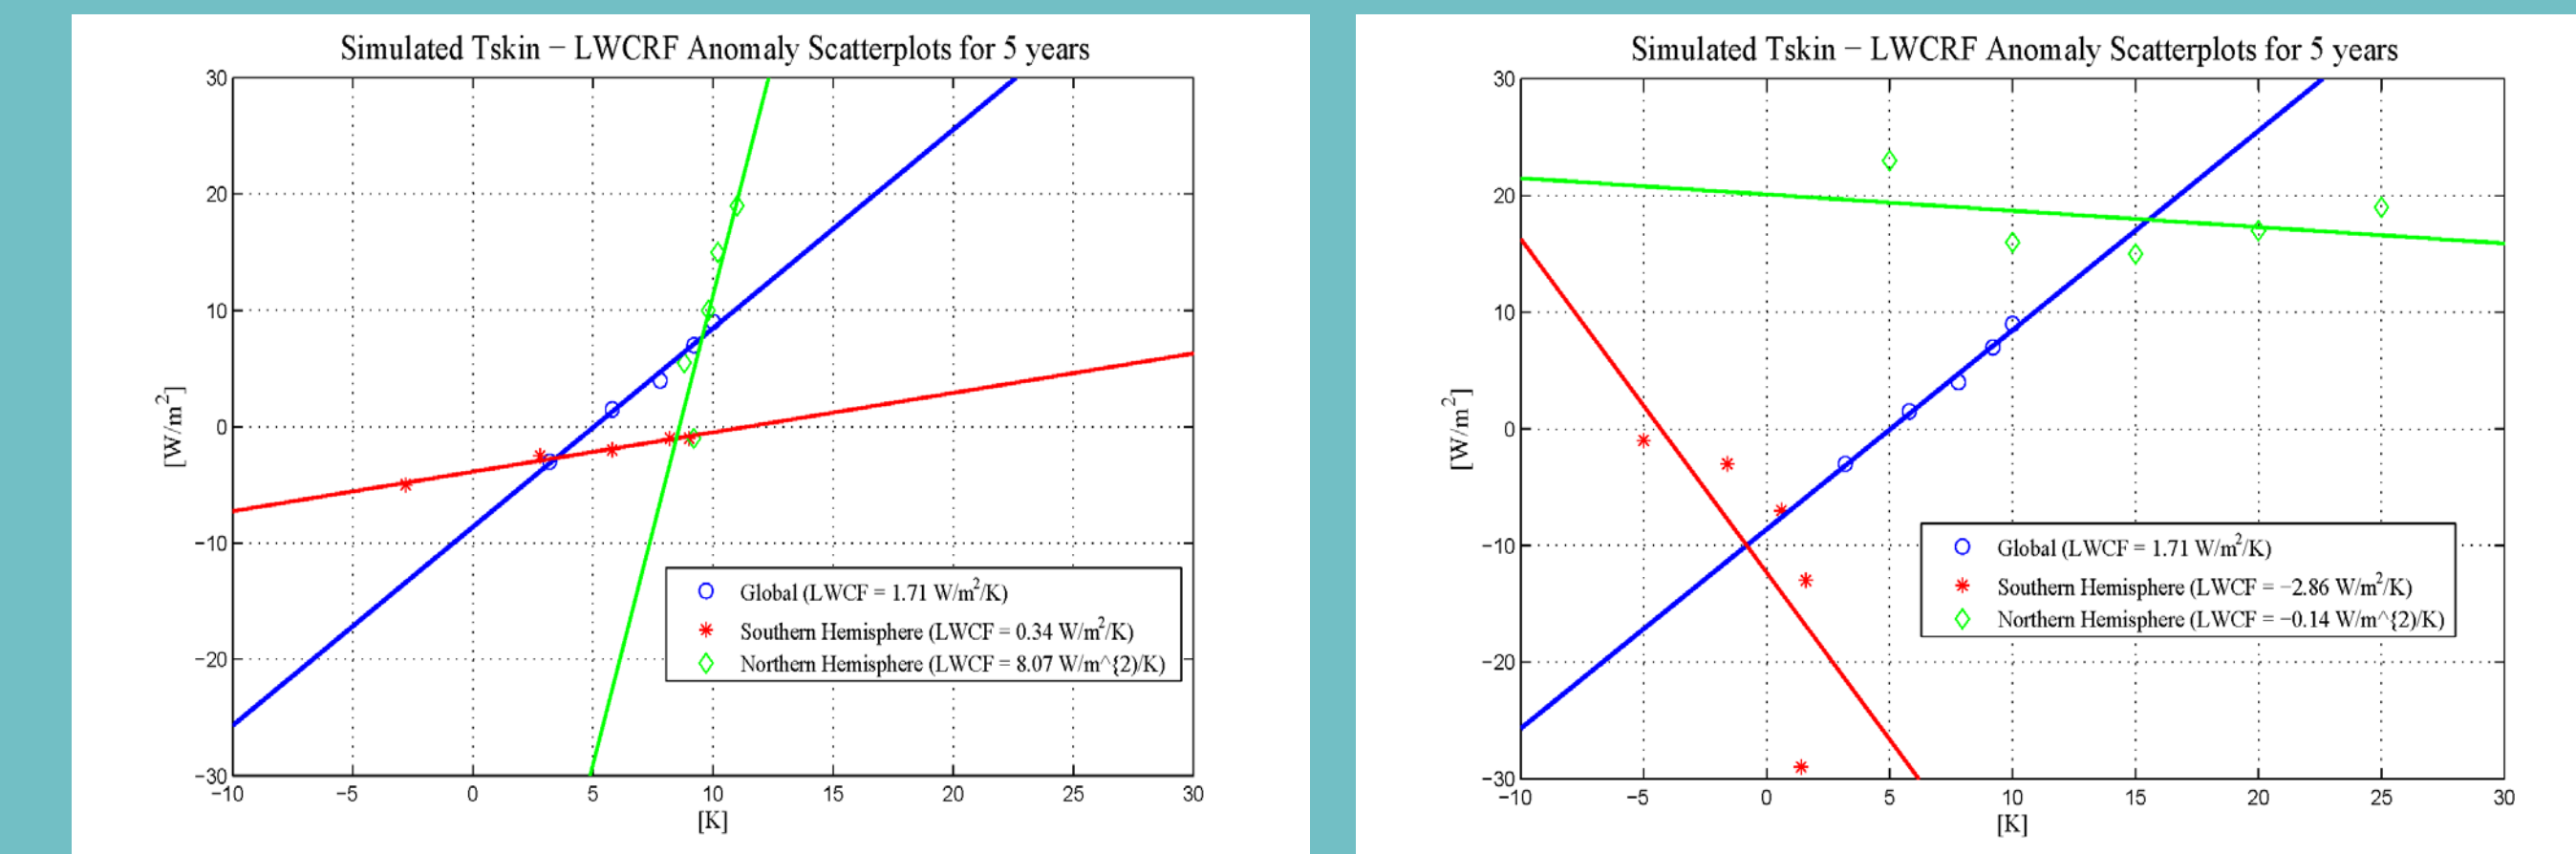 Simulated Tskin − LWCRF Anomaly Scatterplots for 5 years
30
20
10
0
−10
−20
−30
[W/m²]
−10 −5 0 5 10 15 20 25 30
[K]
Global (LWCF = 1.71 W/m²/K)
Southern Hemisphere (LWCF = 0.34 W/m²/K)
Northern Hemisphere (LWCF = 8.07 W/m^{2)/K)
Simulated Tskin − LWCRF Anomaly Scatterplots for 5 years
30
20
10
0
−10
−20
−30
[W/m²]
−10 −5 0 5 10 15 20 25 30
[K]
Global (LWCF = 1.71 W/m²/K)
Southern Hemisphere (LWCF = −2.86 W/m²/K)
Northern Hemisphere (LWCF = −0.14 W/m^{2)/K)